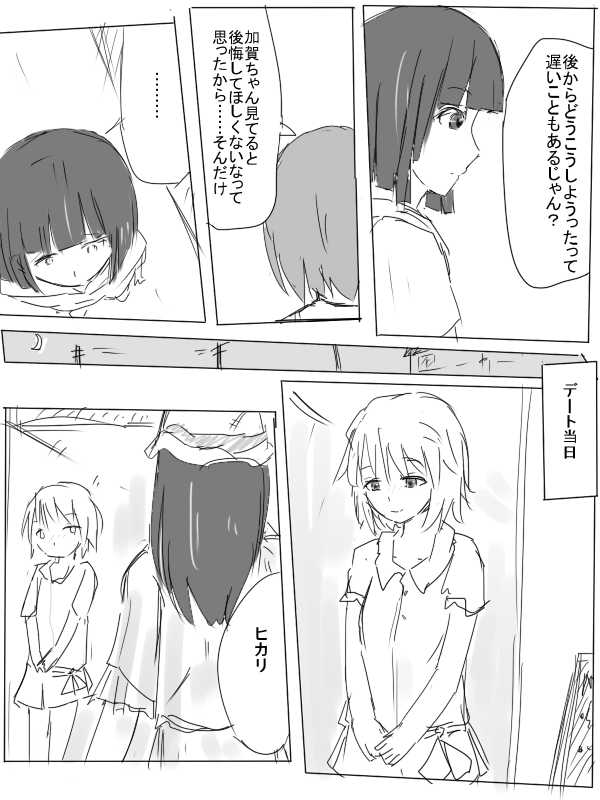 後からどうこうしようったって
遅いこともあるじゃん?
加賀ちゃん見てると
後悔してほしくないなって
思ったから……そんだけ
………
デート当日
ヒカリ